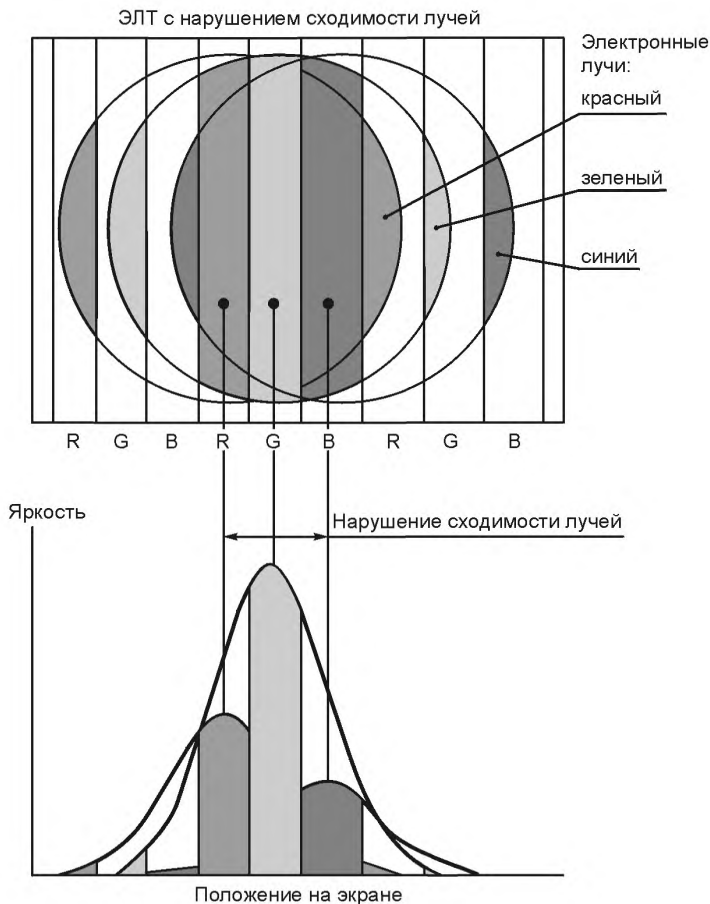 ЭЛТ с нарушением сходимости лучей
Электронные
лучи:
красный
зеленый
синий
R G B R G B R G B
Яркость
Нарушение сходимости лучей
Положение на экране